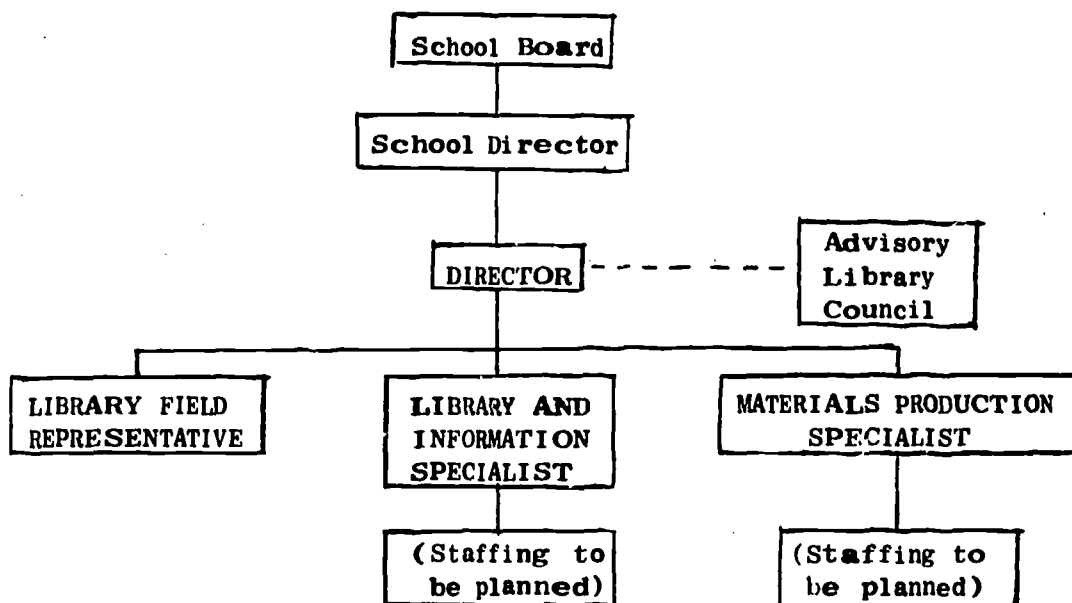 School Board
School Director
DIRECTOR
Advisory
Library
Council
LIBRARY FIELD
REPRESENTATIVE
LIBRARY AND
INFORMATION
SPECIALIST
MATERIALS PRODUCTION
SPECIALIST
(Staffing to
be planned)
(Staffing to
be planned)